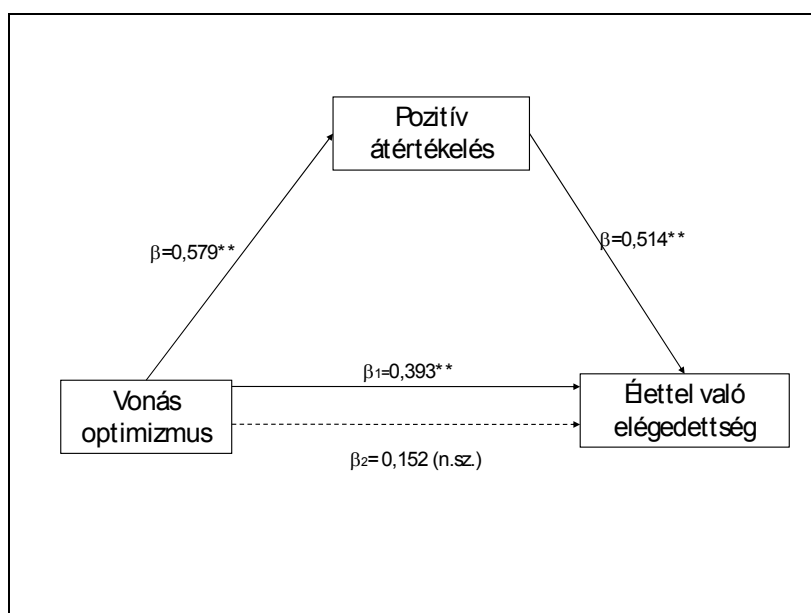 Pozitív
átértékelés
β=0,579**
β=0,514**
β1=0,393**
Vonás
optimizmus
Élettel való
elégedettség
β2= 0,152 (n.sz.)